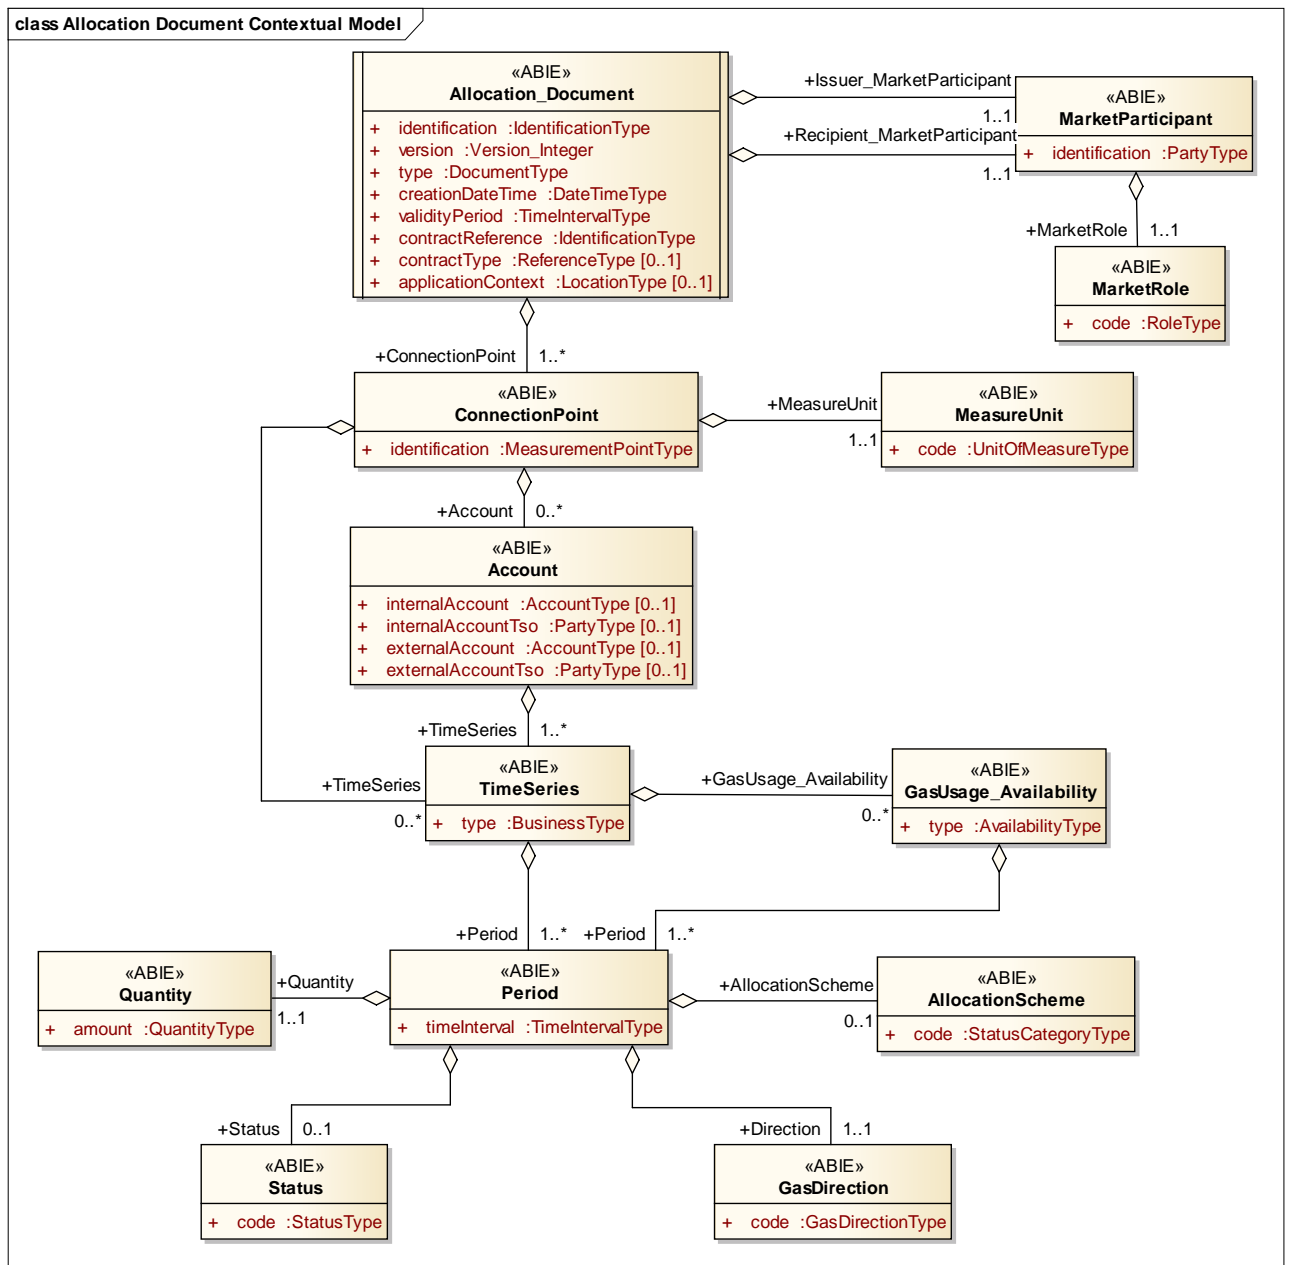 class Allocation Document Contextual Model
«ABIE»
Allocation_Document
+ identification :IdentificationType
+ version :Version_Integer
+ type :DocumentType
+ creationDateTime :DateTimeType
+ validityPeriod :TimeIntervalType
+ contractReference :IdentificationType
+ contractType :ReferenceType [0..1]
+ applicationContext :LocationType [0..1]
+Issuer_MarketParticipant
1..1
+Recipient_MarketParticipant
1..1
«ABIE»
MarketParticipant
+ identification :PartyType
+MarketRole 1..1
«ABIE»
MarketRole
+ code :RoleType
+ConnectionPoint 1..*
«ABIE»
ConnectionPoint
+ identification :MeasurementPointType
+MeasureUnit
1..1
«ABIE»
MeasureUnit
+ code :UnitOfMeasureType
+Account 0..*
«ABIE»
Account
+ internalAccount :AccountType [0..1]
+ internalAccountTso :PartyType [0..1]
+ externalAccount :AccountType [0..1]
+ externalAccountTso :PartyType [0..1]
+TimeSeries 1..*
+TimeSeries
0..*
«ABIE»
TimeSeries
+ type :BusinessType
+GasUsage_Availability
0..*
«ABIE»
GasUsage_Availability
+ type :AvailabilityType
+Period 1..*
+Period 1..*
«ABIE»
Quantity
+ amount :QuantityType
+Quantity
1..1
«ABIE»
Period
+ timeInterval :TimeIntervalType
+AllocationScheme
0..1
«ABIE»
AllocationScheme
+ code :StatusCategoryType
+Status 0..1
«ABIE»
Status
+ code :StatusType
+Direction 1..1
«ABIE»
GasDirection
+ code :GasDirectionType